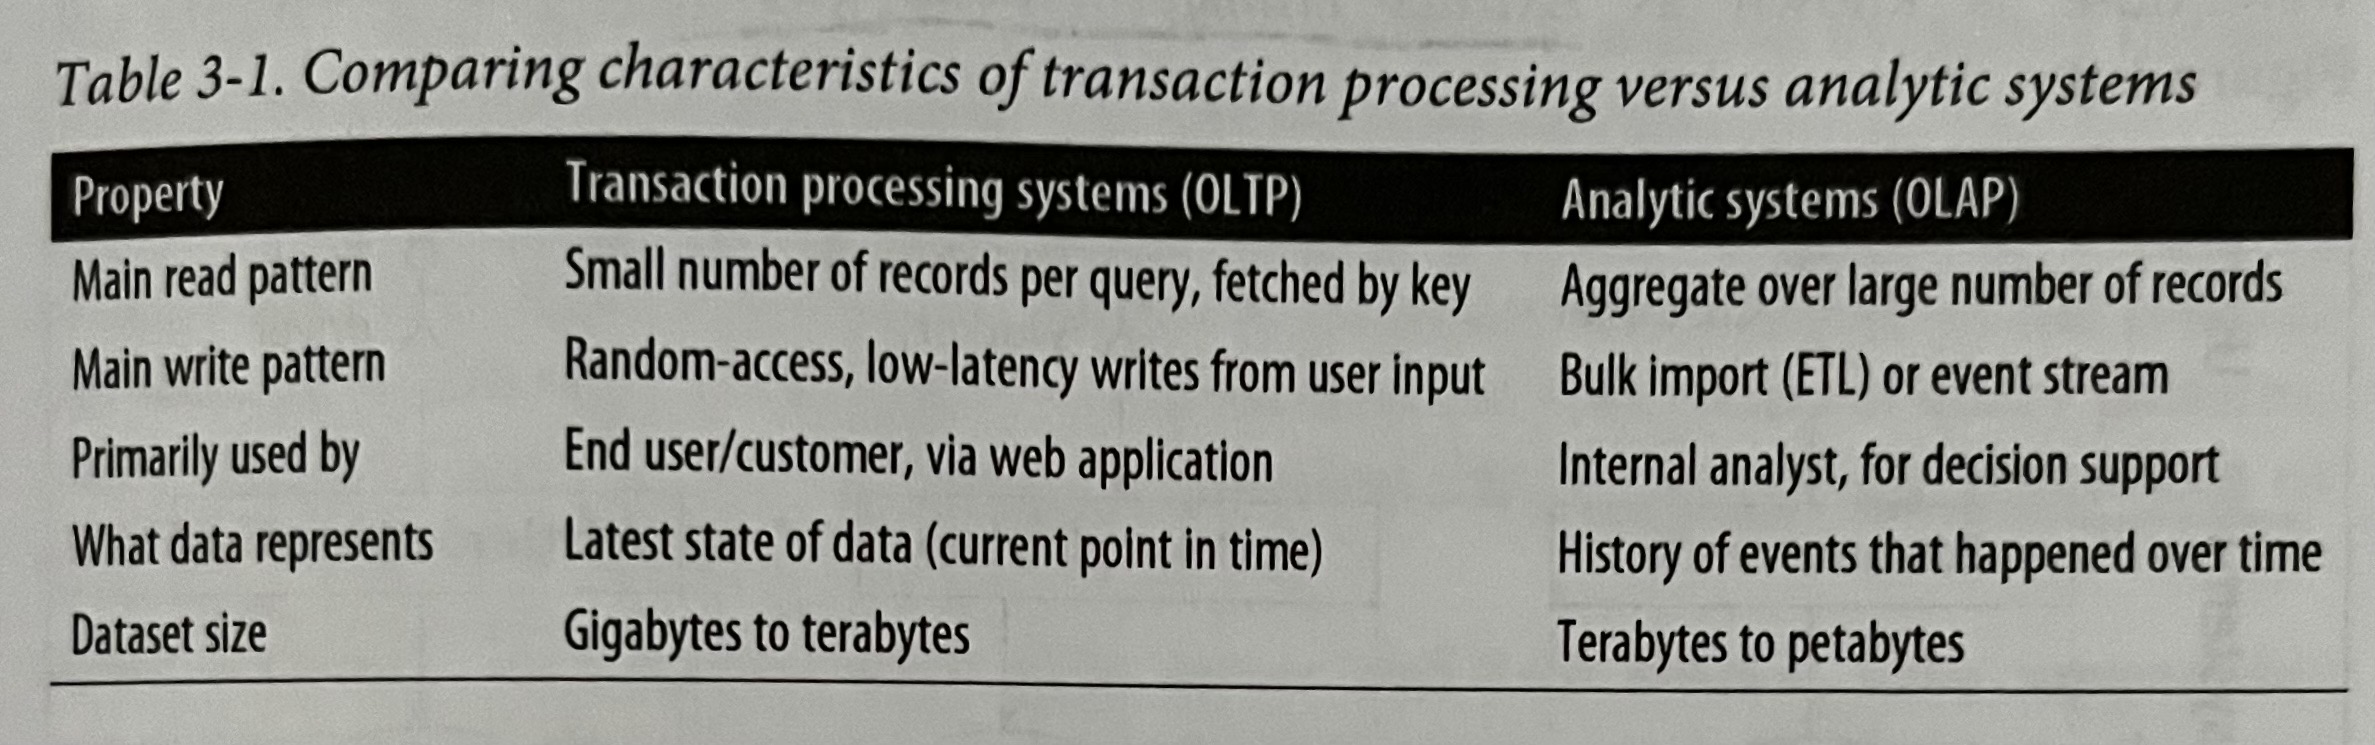 Table 3-1. Comparing characteristics of transaction processing versus analytic systems
Property Transaction processing systems (OLTP) Analytic systems (OLAP)
Main read pattern Small number of records per query, fetched by key Aggregate over large number of records
Main write pattern Random-access, low-latency writes from user input Bulk import (ETL) or event stream
Primarily used by End user/customer, via web application Internal analyst, for decision support
What data represents Latest state of data (current point in time) History of events that happened over time
Dataset size Gigabytes to terabytes Terabytes to petabytes